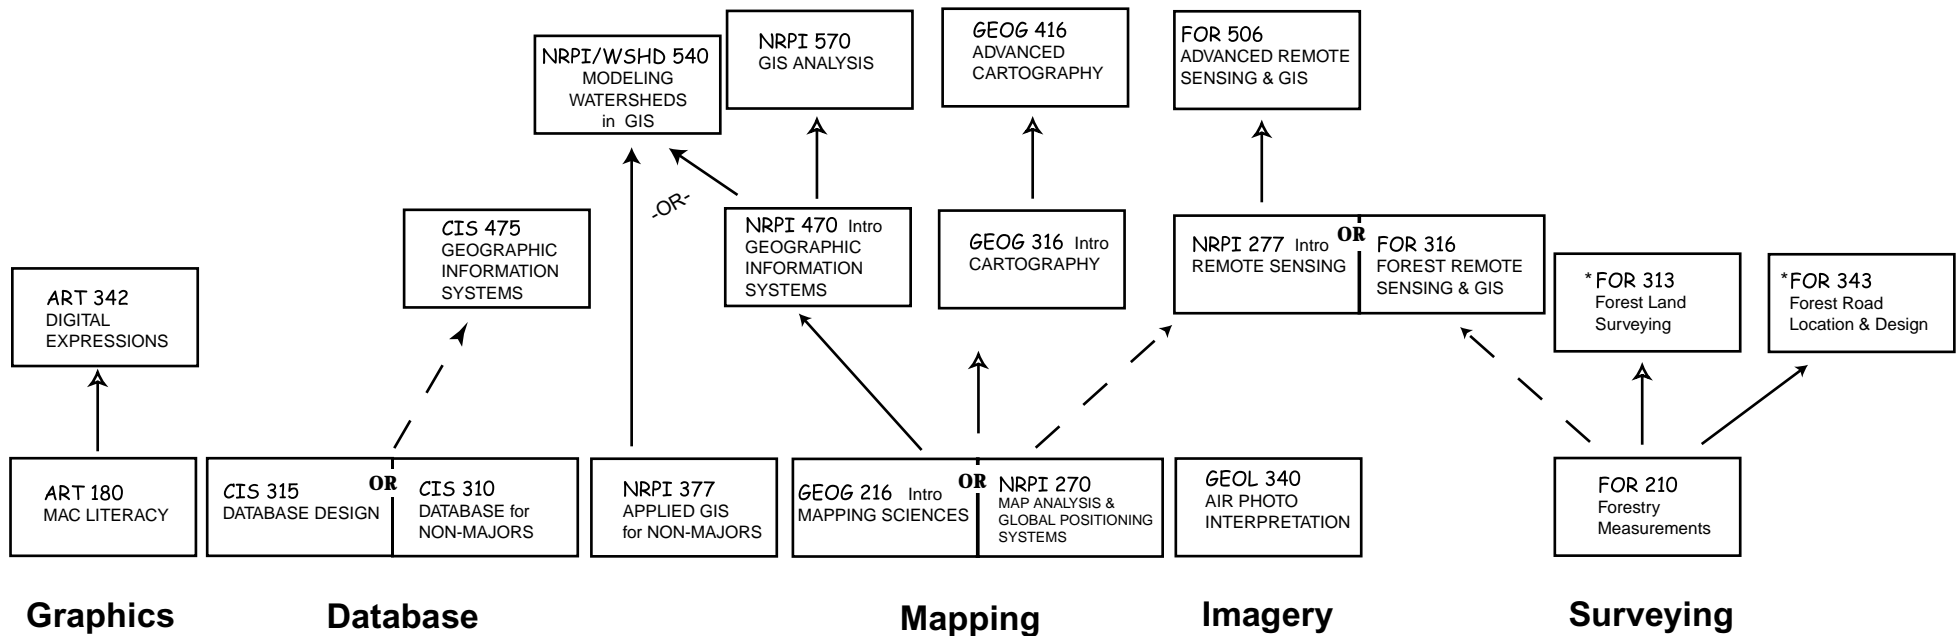 NRPI/WSHD 540
MODELING
WATERSHEDS
in GIS
NRPI 570
GIS ANALYSIS
GEOG 416
ADVANCED
CARTOGRAPHY
FOR 506
ADVANCED REMOTE
SENSING & GIS
-OR-
CIS 475
GEOGRAPHIC
INFORMATION
SYSTEMS
NRPI 470 Intro
GEOGRAPHIC
INFORMATION
SYSTEMS
GEOG 316 Intro
CARTOGRAPHY
NRPI 277 Intro
REMOTE SENSING
OR
FOR 316
FOREST REMOTE
SENSING & GIS
ART 342
DIGITAL
EXPRESSIONS
*FOR 313
Forest Land
Surveying
*FOR 343
Forest Road
Location & Design
ART 180
MAC LITERACY
CIS 315
DATABASE DESIGN
OR
CIS 310
DATABASE for
NON-MAJORS
NRPI 377
APPLIED GIS
for NON-MAJORS
GEOG 216 Intro
MAPPING SCIENCES
OR
NRPI 270
MAP ANALYSIS &
GLOBAL POSITIONING
SYSTEMS
GEOL 340
AIR PHOTO
INTERPRETATION
FOR 210
Forestry
Measurements
Graphics
Database
Mapping
Imagery
Surveying